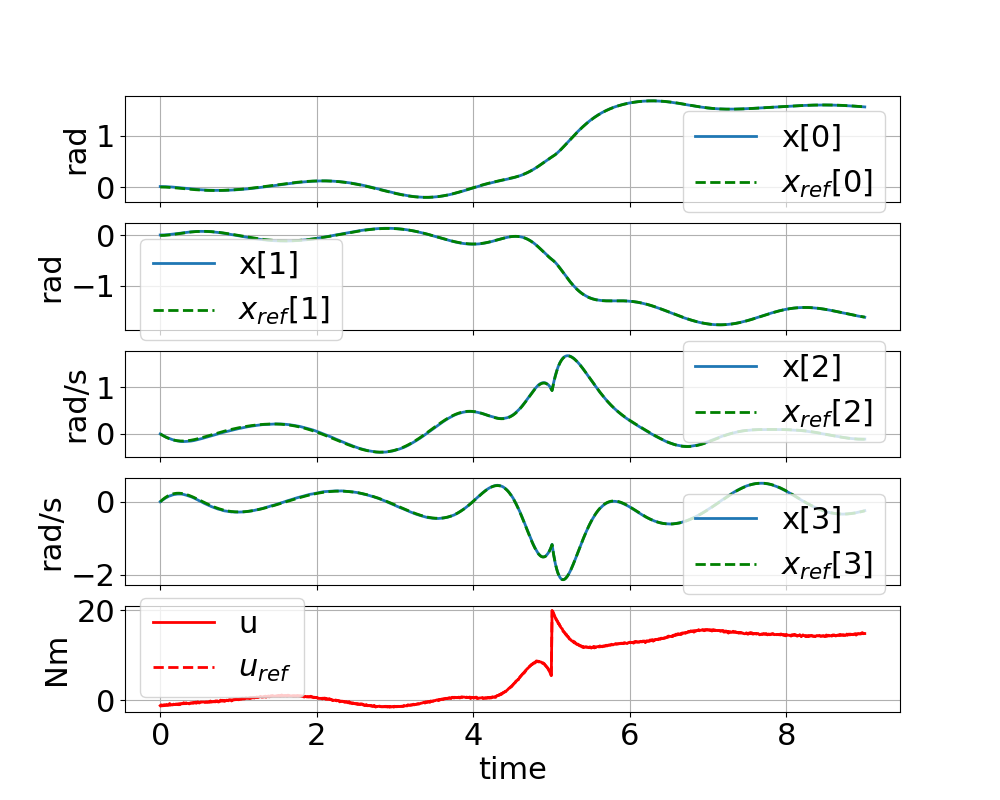 rad
1
0
x[0]
x_ref[0]
rad
0
−1
x[1]
x_ref[1]
rad/s
1
0
x[2]
x_ref[2]
rad/s
0
−2
x[3]
x_ref[3]
Nm
20
0
u
u_ref
0 2 4 6 8
time